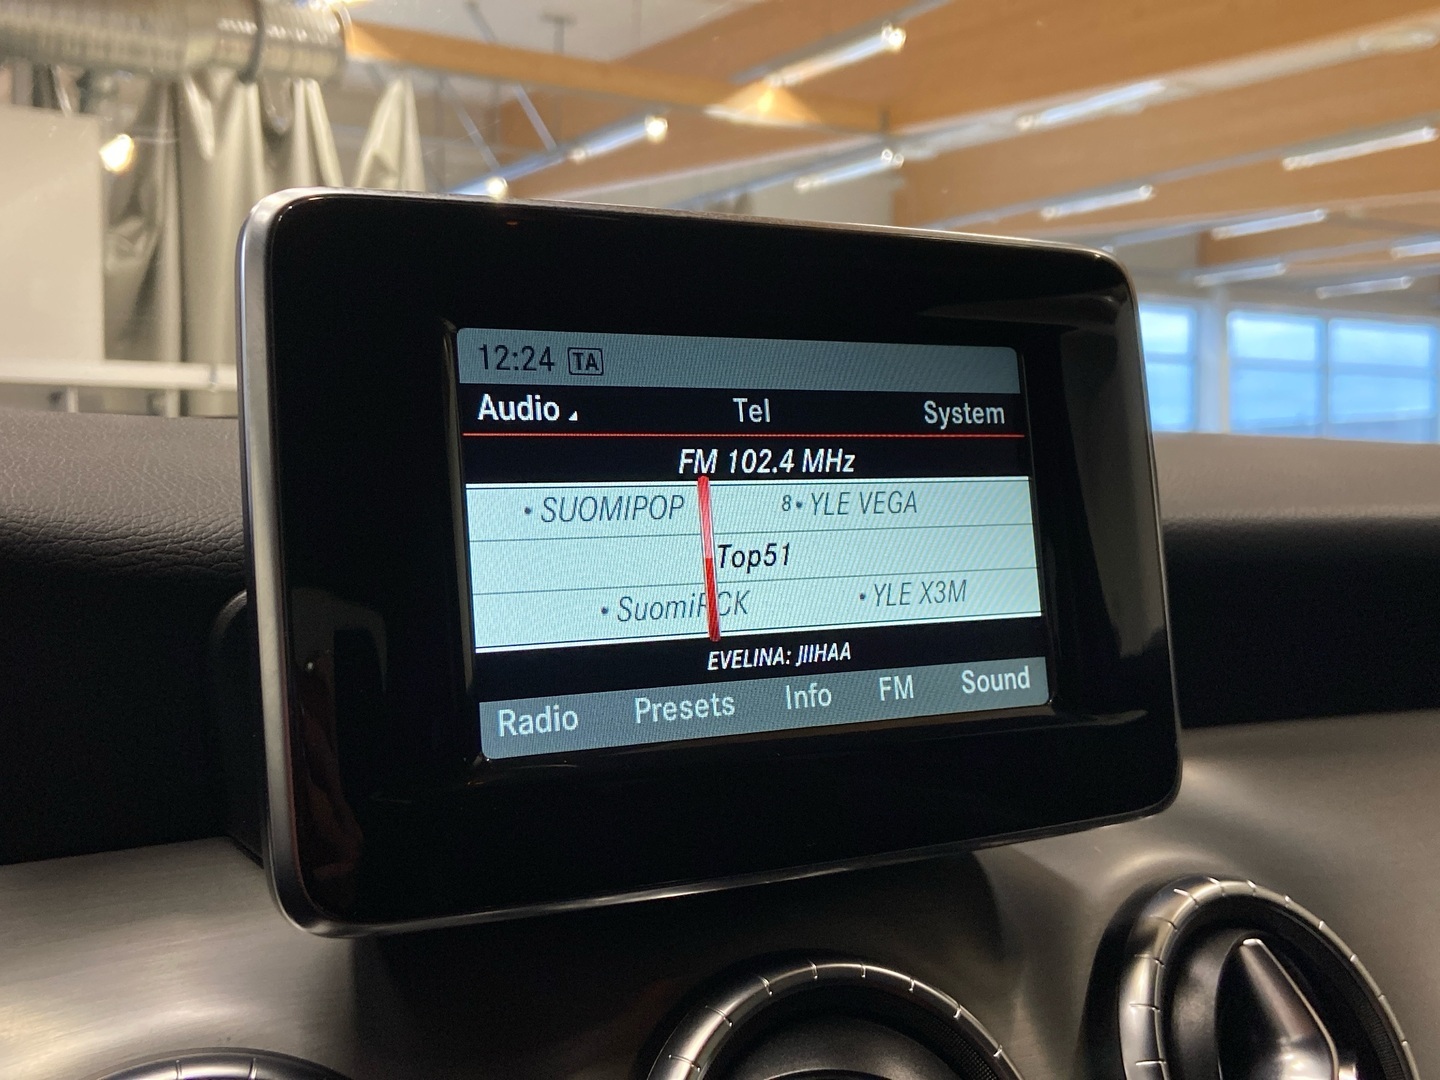 12:24 TA
Audio Tel System
FM 102.4 MHz
• SUOMIPOP 8• YLE VEGA
Top51
• SuomiRCK • YLE X3M
EVELINA: JIIHAA
Radio Presets Info FM Sound